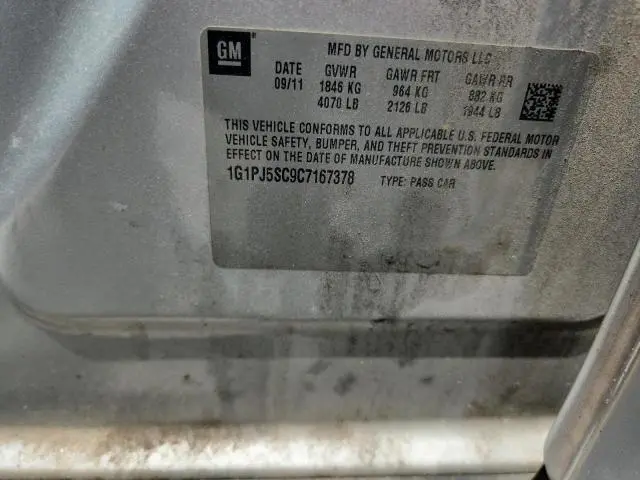 GM
MFD BY GENERAL MOTORS LLC
DATE GVWR GAWR FRT GAWR RR
09/11 1846 KG 964 KG 882 KG
4070 LB 2126 LB 1944 LB
THIS VEHICLE CONFORMS TO ALL APPLICABLE U.S. FEDERAL MOTOR
VEHICLE SAFETY, BUMPER, AND THEFT PREVENTION STANDARDS IN
EFFECT ON THE DATE OF MANUFACTURE SHOWN ABOVE.
1G1PJ5SC9C7167378 TYPE: PASS CAR